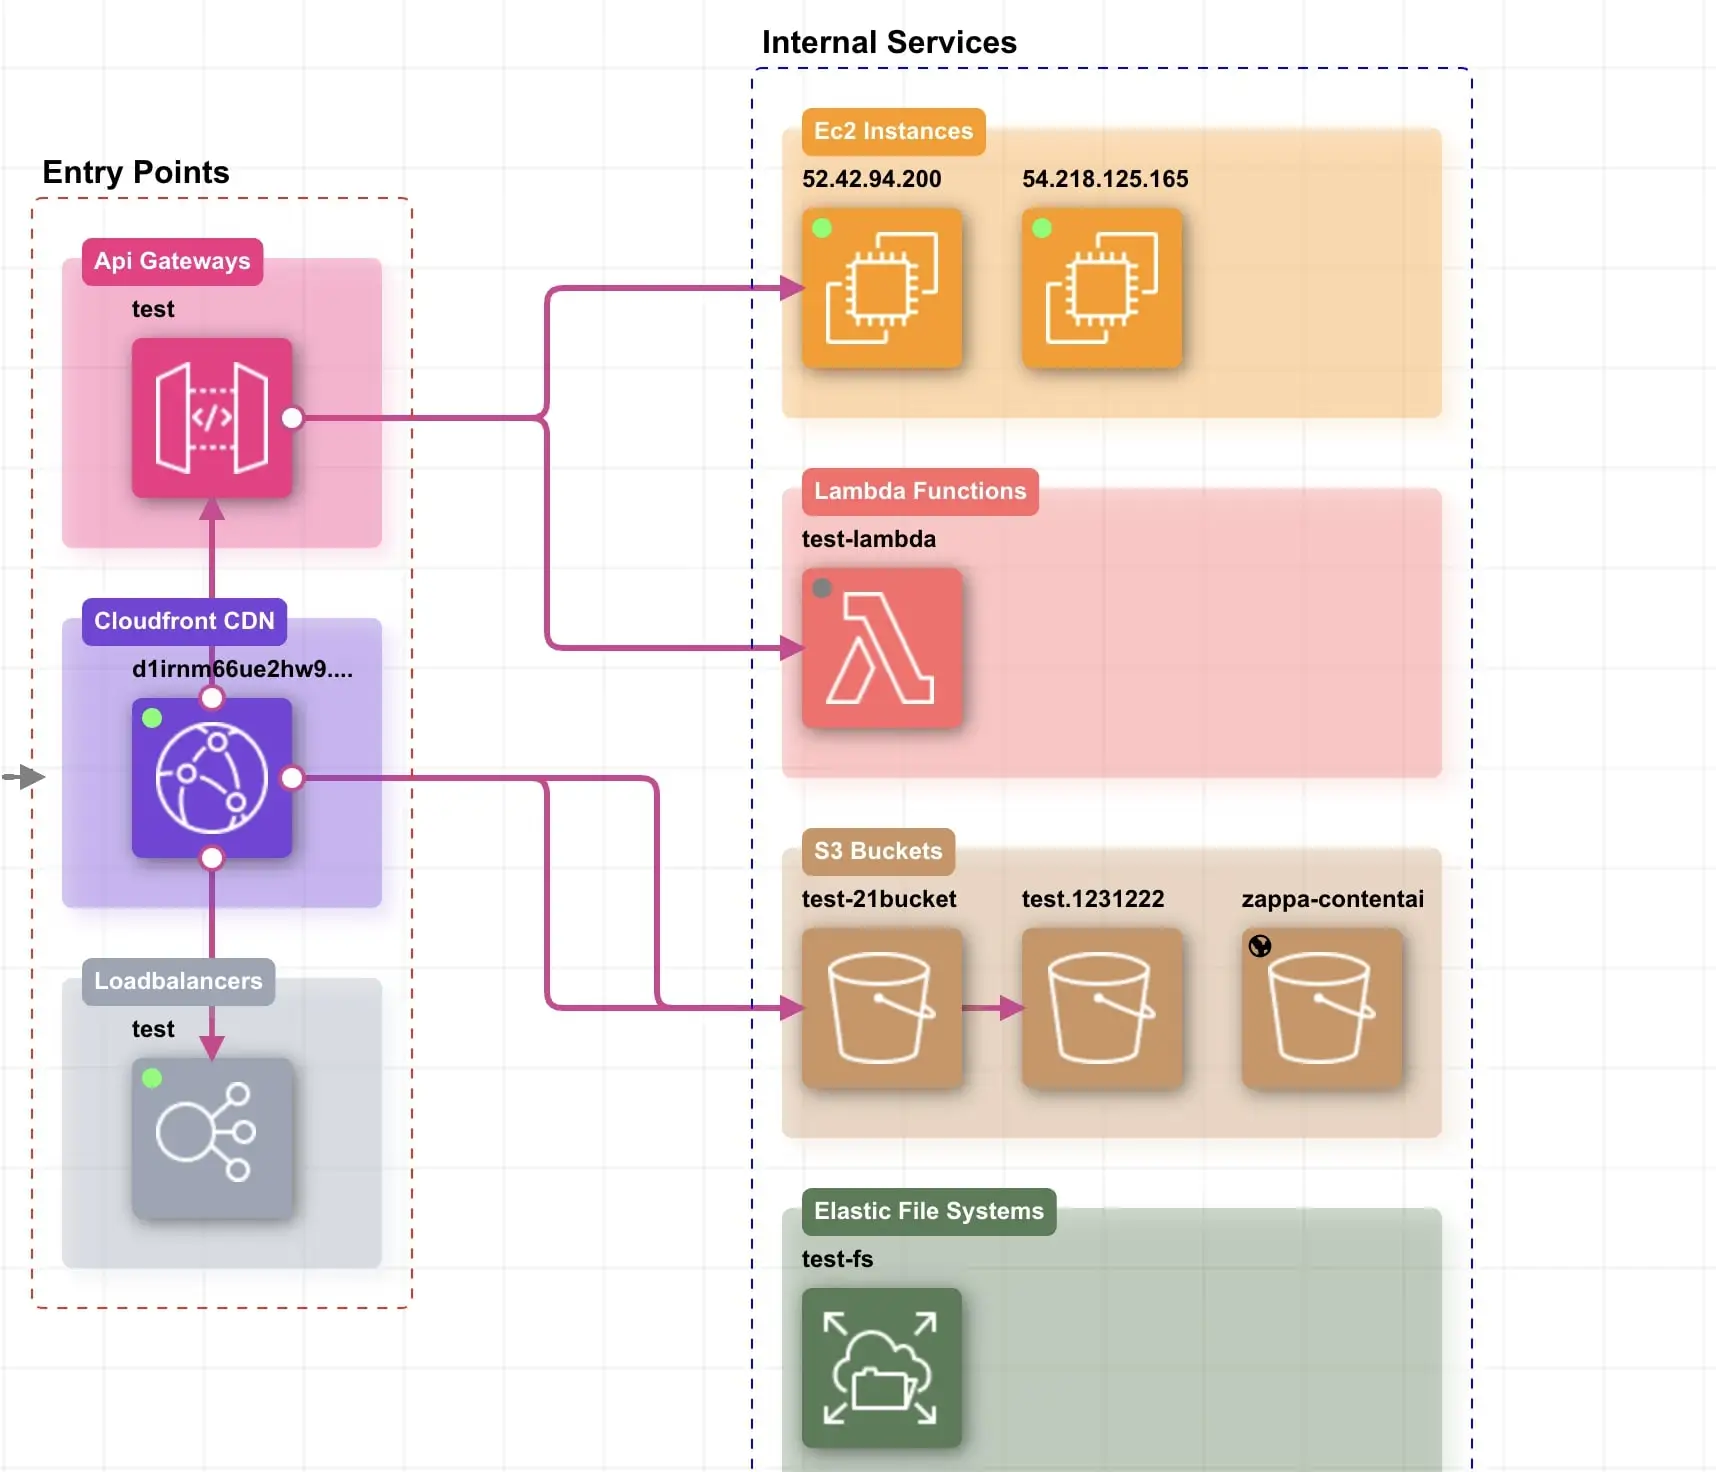 Entry Points
Api Gateways
test
Cloudfront CDN
d1irnm66ue2hw9....
Loadbalancers
test
Internal Services
Ec2 Instances
52.42.94.200
54.218.125.165
Lambda Functions
test-lambda
S3 Buckets
test-21bucket
test.1231222
zappa-contentai
Elastic File Systems
test-fs